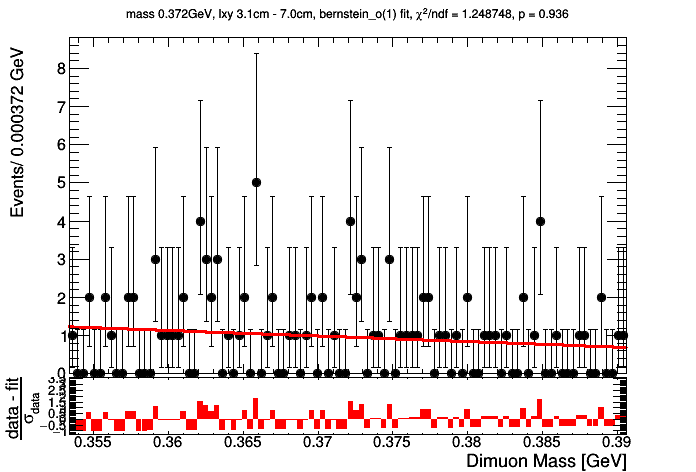 mass 0.372GeV, lxy 3.1cm - 7.0cm, bernstein_o(1) fit, χ²/ndf = 1.248748, p = 0.936
Events/ 0.000372 GeV
8
7
6
5
4
3
2
1
0
data - fit
σdata
0.355 0.36 0.365 0.37 0.375 0.38 0.385 0.39
Dimuon Mass [GeV]